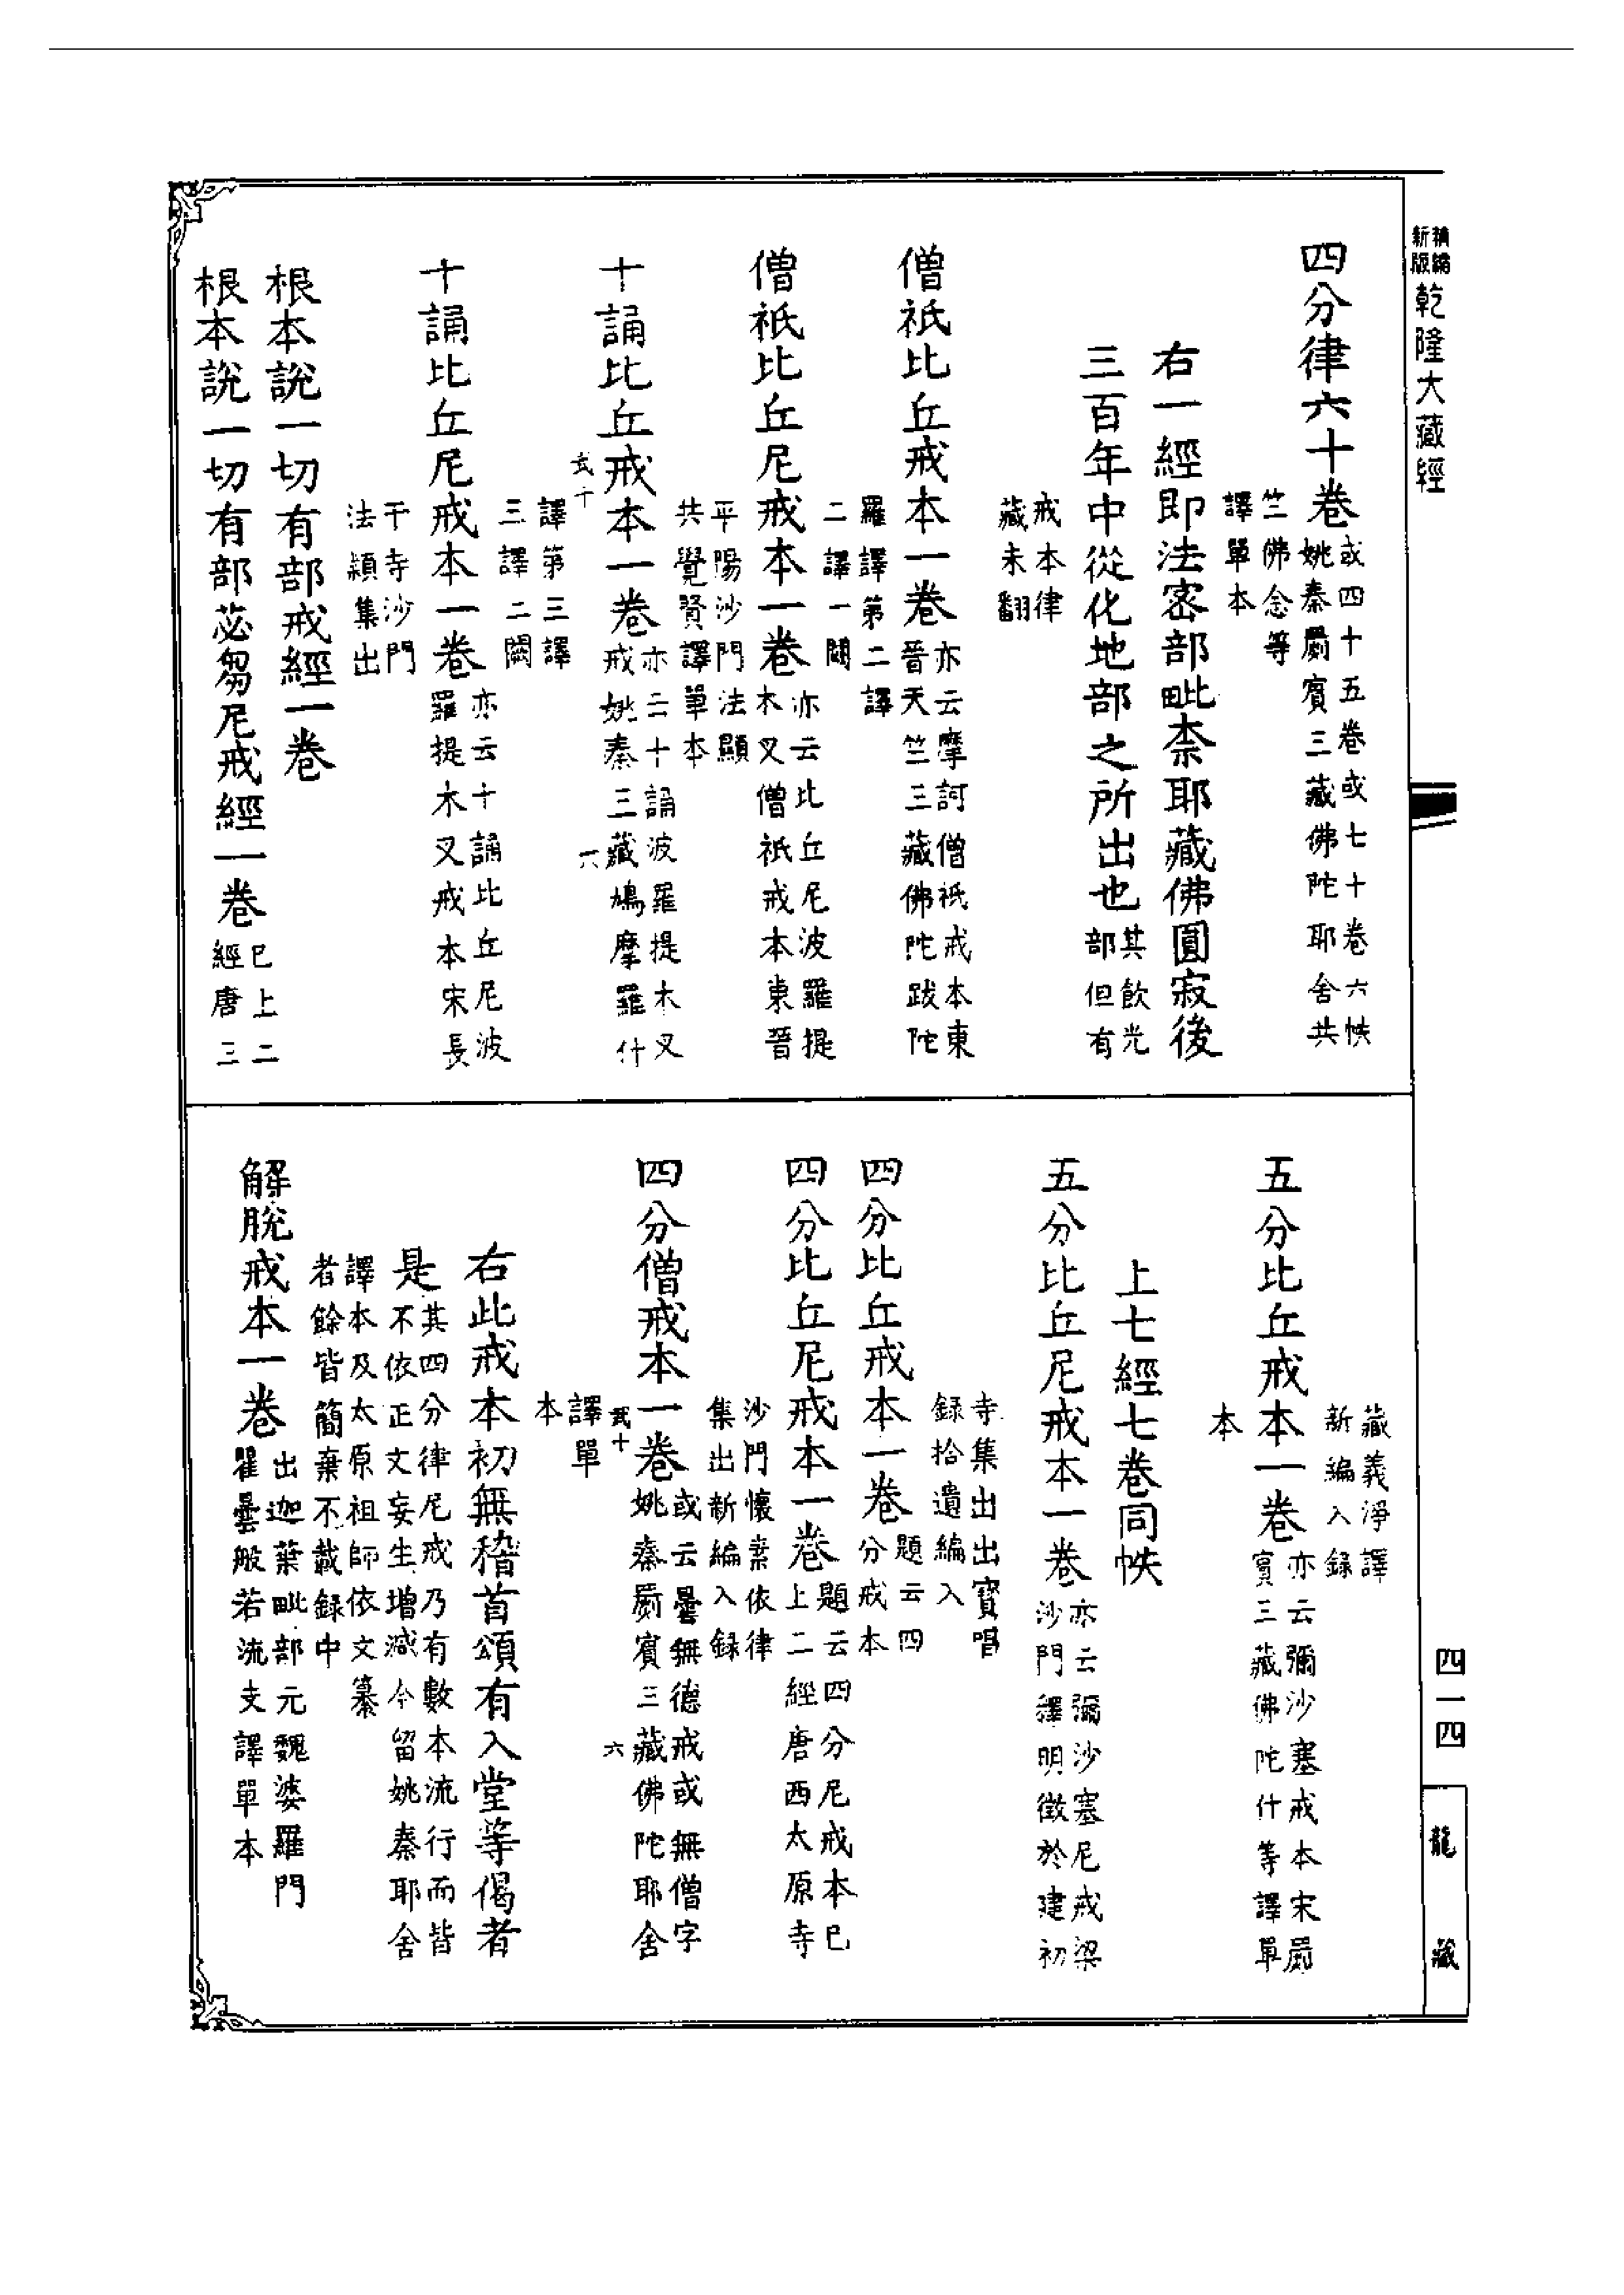 精縮
新版
乾隆大藏經
四分律六十卷
或四十五卷或七十卷六帙
姚秦罽賓三藏佛陀耶舍共
竺佛念等
譯單本
右一經即法密部毗柰耶藏佛圓寂後
三百年中從化地部之所出也
其飲光
部但有
戒本律
藏未翻
僧祇比丘戒本一卷
亦云摩訶僧祇戒本東
晉天竺三藏佛陀跋陀
羅譯第二譯
二譯一闕
僧祇比丘尼戒本一卷
亦云比丘尼波羅提
木叉僧祇戒本東晉
平陽沙門法顯
共覺賢譯單本
十誦比丘戒本一卷
亦云十誦波羅提木叉
戒姚秦三藏鳩摩羅什
武十
六
譯第三譯
三譯二闕
十誦比丘尼戒本一卷
亦云十誦比丘尼波
羅提木叉戒本宋長
干寺沙門
法穎集出
根本說一切有部戒經一卷
根本說一切有部苾芻尼戒經一卷
已上二
經唐三
藏義淨譯
新編入錄
五分比丘戒本一卷
亦云彌沙塞戒本宋罽
賓三藏佛陀什等譯單
本
上七經七卷同帙
五分比丘尼戒本一卷
亦云彌沙塞尼戒梁
沙門釋明徽於建初
寺集出出寶唱
錄拾遺編入
四分比丘戒本一卷
題云四
分戒本
四分比丘尼戒本一卷
題云四分尼戒本已
上二經唐西太原寺
沙門懷素依律
集出新編入錄
四分僧戒本一卷
或云曇無德戒或無僧字
姚秦罽賓三藏佛陀耶舍
武十
六
譯單
本
右此戒本初無稽首頌有入堂等偈者
是
其四分律尼戒乃有數本流行而皆
不依正文妄生增減今留姚秦耶舍
譯本及太原祖師依文纂
者餘皆簡棄不載錄中
解脫戒本一卷
出迦葉毗部元魏婆羅門
瞿曇般若流支譯單本
四一四
龍藏